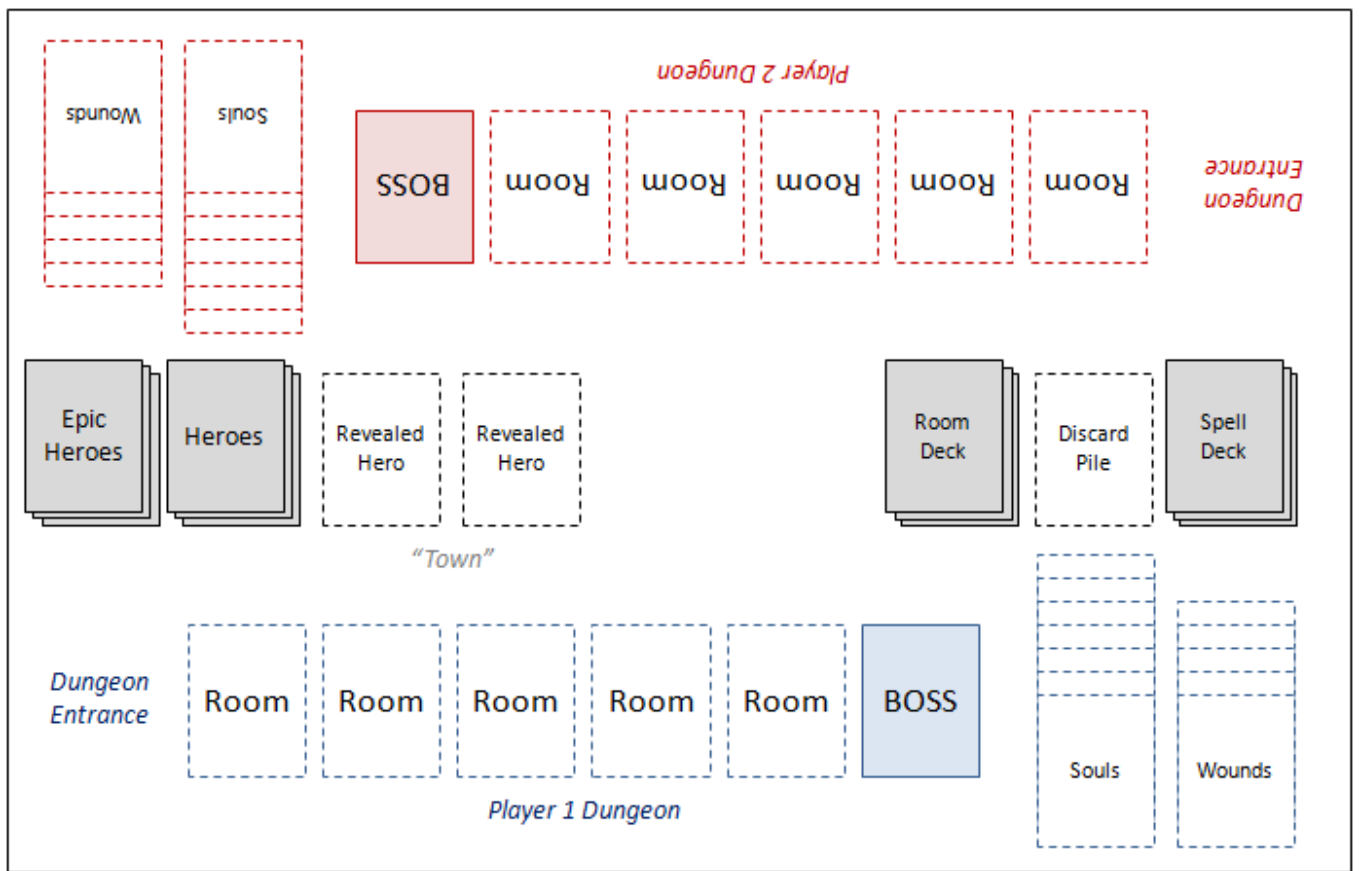 Player 2 Dungeon
Wounds
Souls
BOSS
Room
Room
Room
Room
Room
Dungeon
Entrance
Epic
Heroes
Heroes
Revealed
Hero
Revealed
Hero
Room
Deck
Discard
Pile
Spell
Deck
“Town”
Dungeon
Entrance
Room
Room
Room
Room
Room
BOSS
Souls
Wounds
Player 1 Dungeon